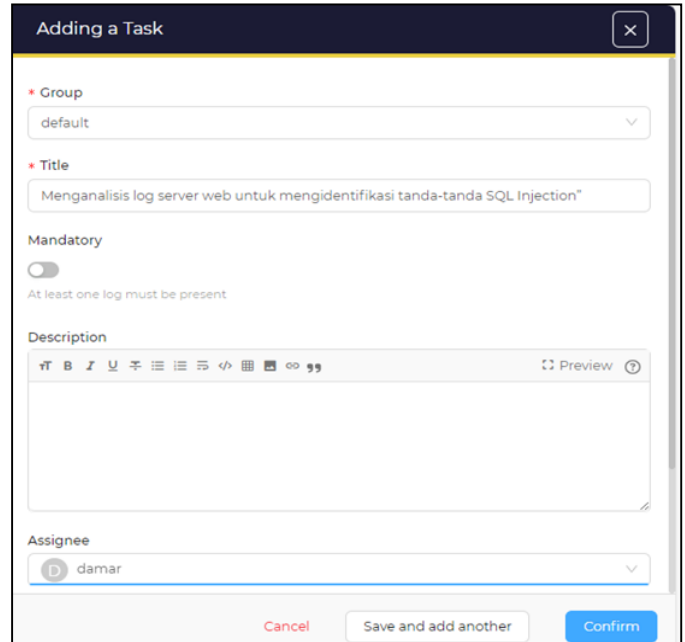 Adding a Task
* Group
default
* Title
Menganalisis log server web untuk mengidentifikasi tanda-tanda SQL Injection”
Mandatory
At least one log must be present
Description
Preview
D damar
Assignee
Cancel Save and add another Confirm